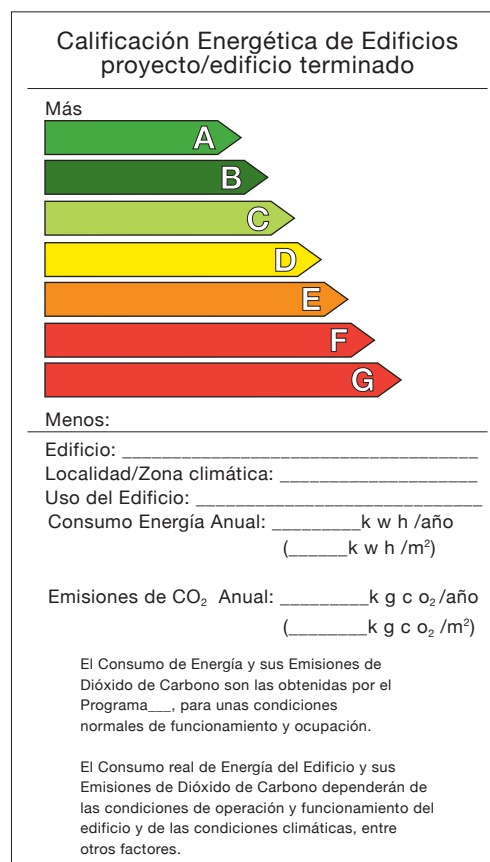 Calificación Energética de Edificios
proyecto/edificio terminado
Más
A
B
C
D
E
F
G
Menos:
Edificio: ____________________________________
Localidad/Zona climática: ____________________
Uso del Edificio: _____________________________
Consumo Energía Anual: _________k w h /año
(______k w h /m²)
Emisiones de CO₂ Anual: _________k g c o₂ /año
(________k g c o₂ /m²)
El Consumo de Energía y sus Emisiones de
Dióxido de Carbono son las obtenidas por el
Programa___, para unas condiciones
normales de funcionamiento y ocupación.
El Consumo real de Energía del Edificio y sus
Emisiones de Dióxido de Carbono dependerán de
las condiciones de operación y funcionamiento del
edificio y de las condiciones climáticas, entre
otros factores.